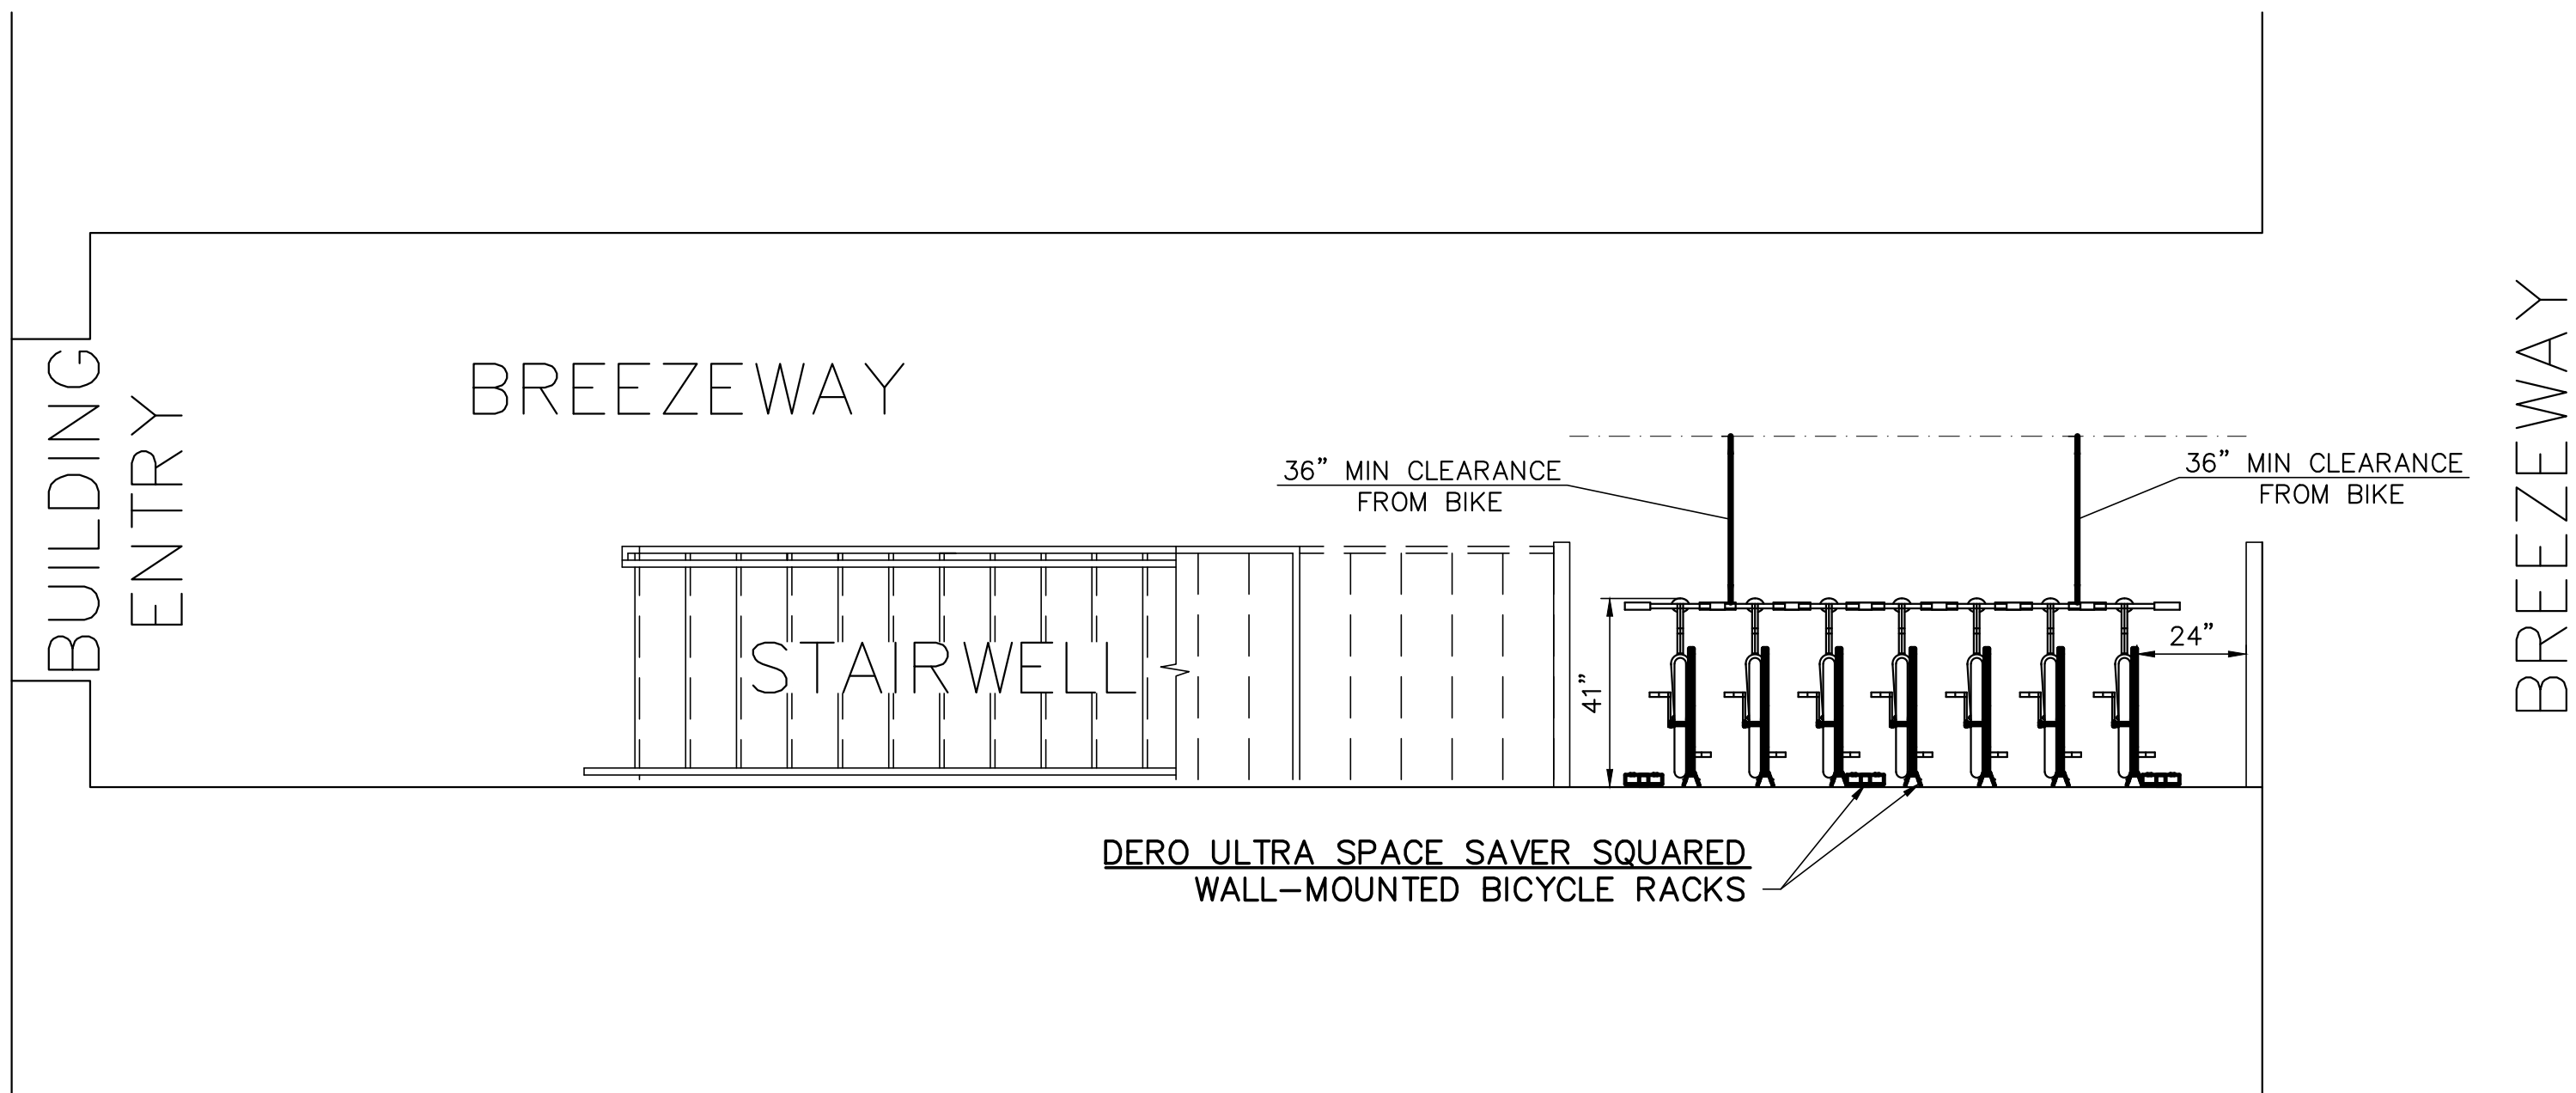 BUILDING
ENTRY
BREEZEWAY
STAIRWELL
36” MIN CLEARANCE
FROM BIKE
36” MIN CLEARANCE
FROM BIKE
24”
41”
DERO ULTRA SPACE SAVER SQUARED
WALL-MOUNTED BICYCLE RACKS
BREEZEWAY